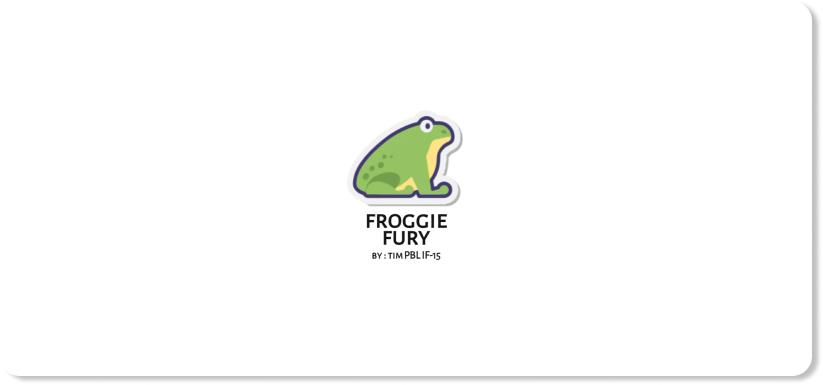 FROGGIE
FURY
BY : TIM PBL IF-15